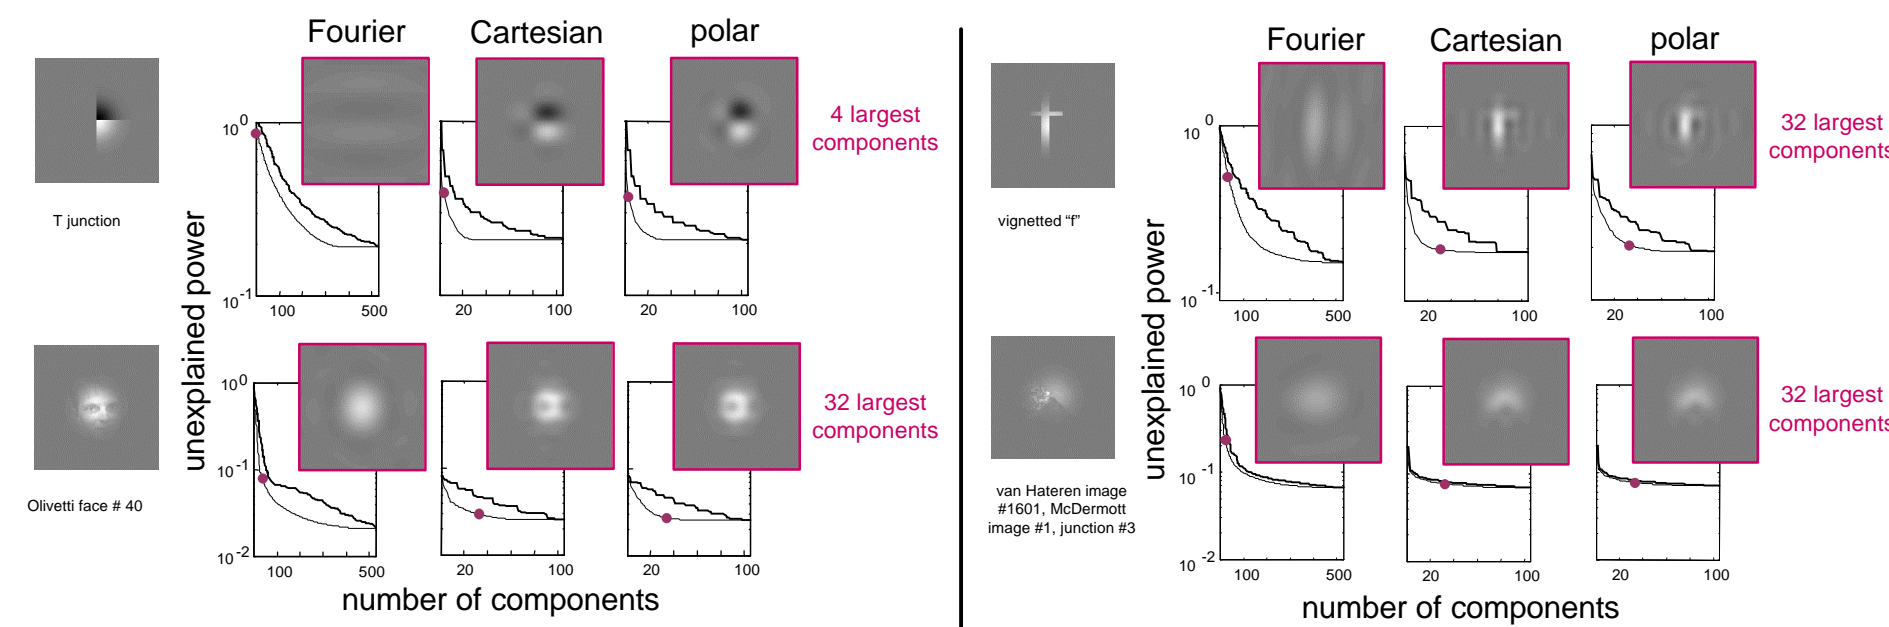 Fourier Cartesian polar
T junction
10^0
10^-1
100 500
20 100
20 100
4 largest
components
Olivetti face # 40
10^0
10^-1
10^-2
100 500
20 100
20 100
32 largest
components
unexplained power
number of components
Fourier Cartesian polar
vignetted “f”
10^0
10^-1
100 500
20 100
20 100
32 largest
components
van Hateren image
#1601, McDermott
image #1, junction #3
10^0
10^-1
10^-2
100 500
20 100
20 100
32 largest
components
unexplained power
number of components